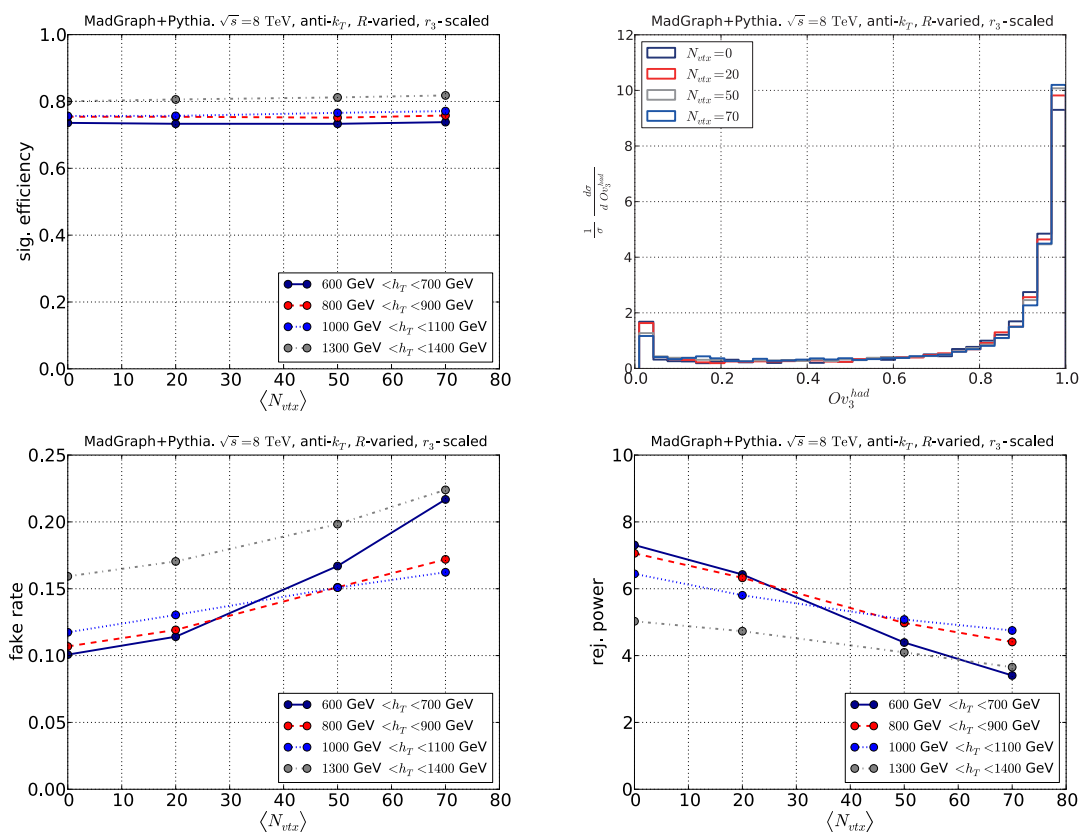 MadGraph+Pythia. √s = 8 TeV, anti-k_T, R-varied, r_3-scaled
1.0
0.8
0.6
0.4
0.2
0.0
sig. efficiency
600 GeV <h_T <700 GeV
800 GeV <h_T <900 GeV
1000 GeV <h_T <1100 GeV
1300 GeV <h_T <1400 GeV
0 10 20 30 40 50 60 70 80
⟨N_vtx⟩
MadGraph+Pythia. √s = 8 TeV, anti-k_T, R-varied, r_3-scaled
12
10
8
6
4
2
0
1/σ dσ/d Ov_3^had
N_vtx=0
N_vtx=20
N_vtx=50
N_vtx=70
0.0 0.2 0.4 0.6 0.8 1.0
Ov_3^had
MadGraph+Pythia. √s = 8 TeV, anti-k_T, R-varied, r_3-scaled
0.25
0.20
0.15
0.10
0.05
0.00
fake rate
600 GeV <h_T <700 GeV
800 GeV <h_T <900 GeV
1000 GeV <h_T <1100 GeV
1300 GeV <h_T <1400 GeV
0 10 20 30 40 50 60 70 80
⟨N_vtx⟩
MadGraph+Pythia. √s = 8 TeV, anti-k_T, R-varied, r_3-scaled
10
8
6
4
2
0
rej. power
600 GeV <h_T <700 GeV
800 GeV <h_T <900 GeV
1000 GeV <h_T <1100 GeV
1300 GeV <h_T <1400 GeV
0 10 20 30 40 50 60 70 80
⟨N_vtx⟩